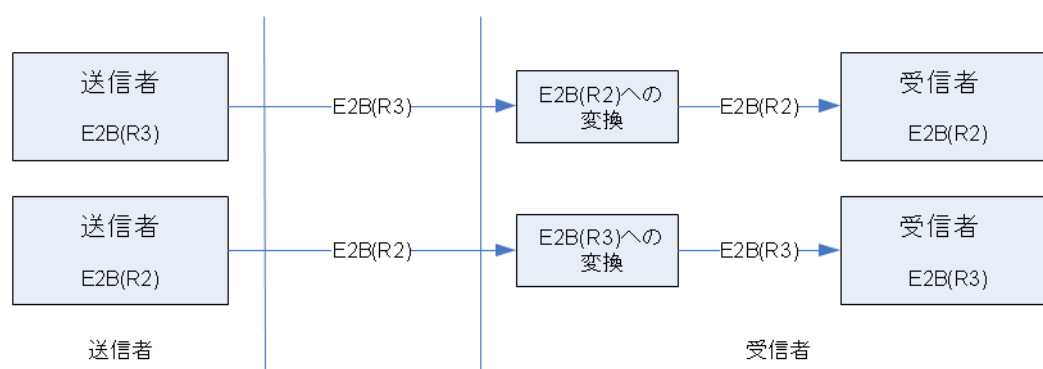 送信者
E2B(R3)
E2B(R3)
E2B(R2)への
変換
E2B(R2)
受信者
E2B(R2)
送信者
E2B(R2)
E2B(R2)
E2B(R3)への
変換
E2B(R3)
受信者
E2B(R3)
送信者
受信者